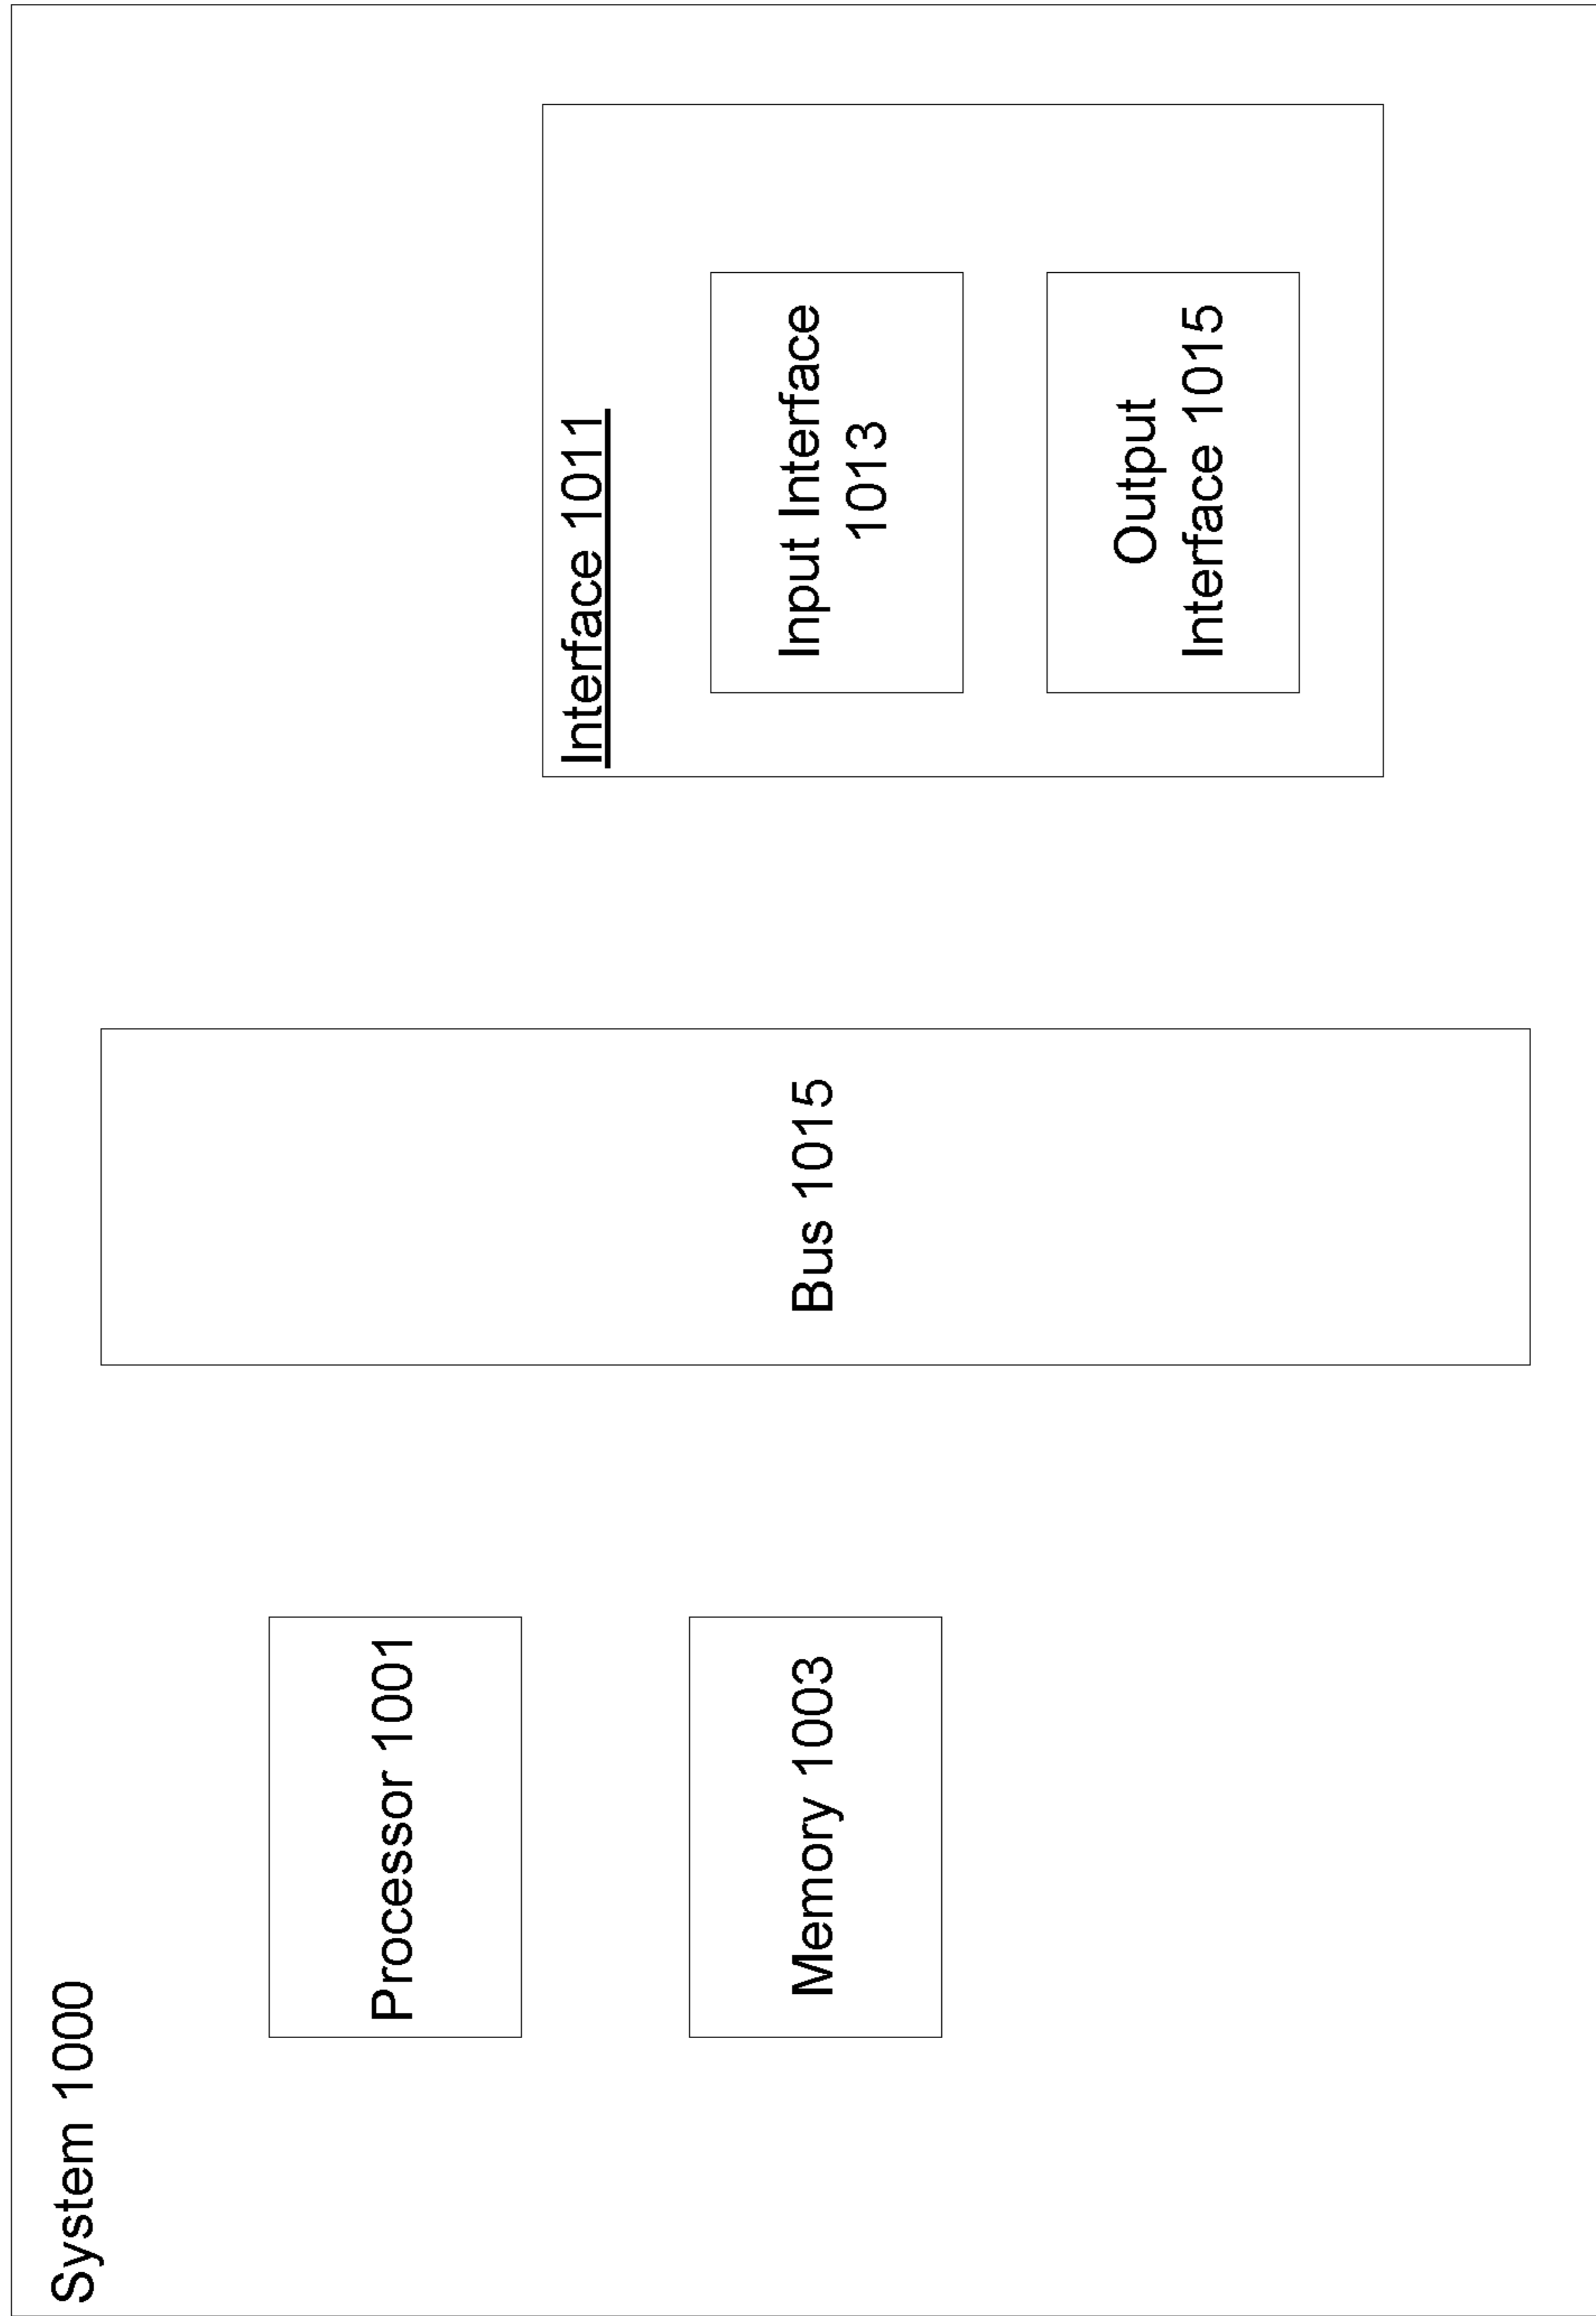 System 1000
Processor 1001
Memory 1003
Bus 1015
Interface 1011
Input Interface
1013
Output
Interface 1015